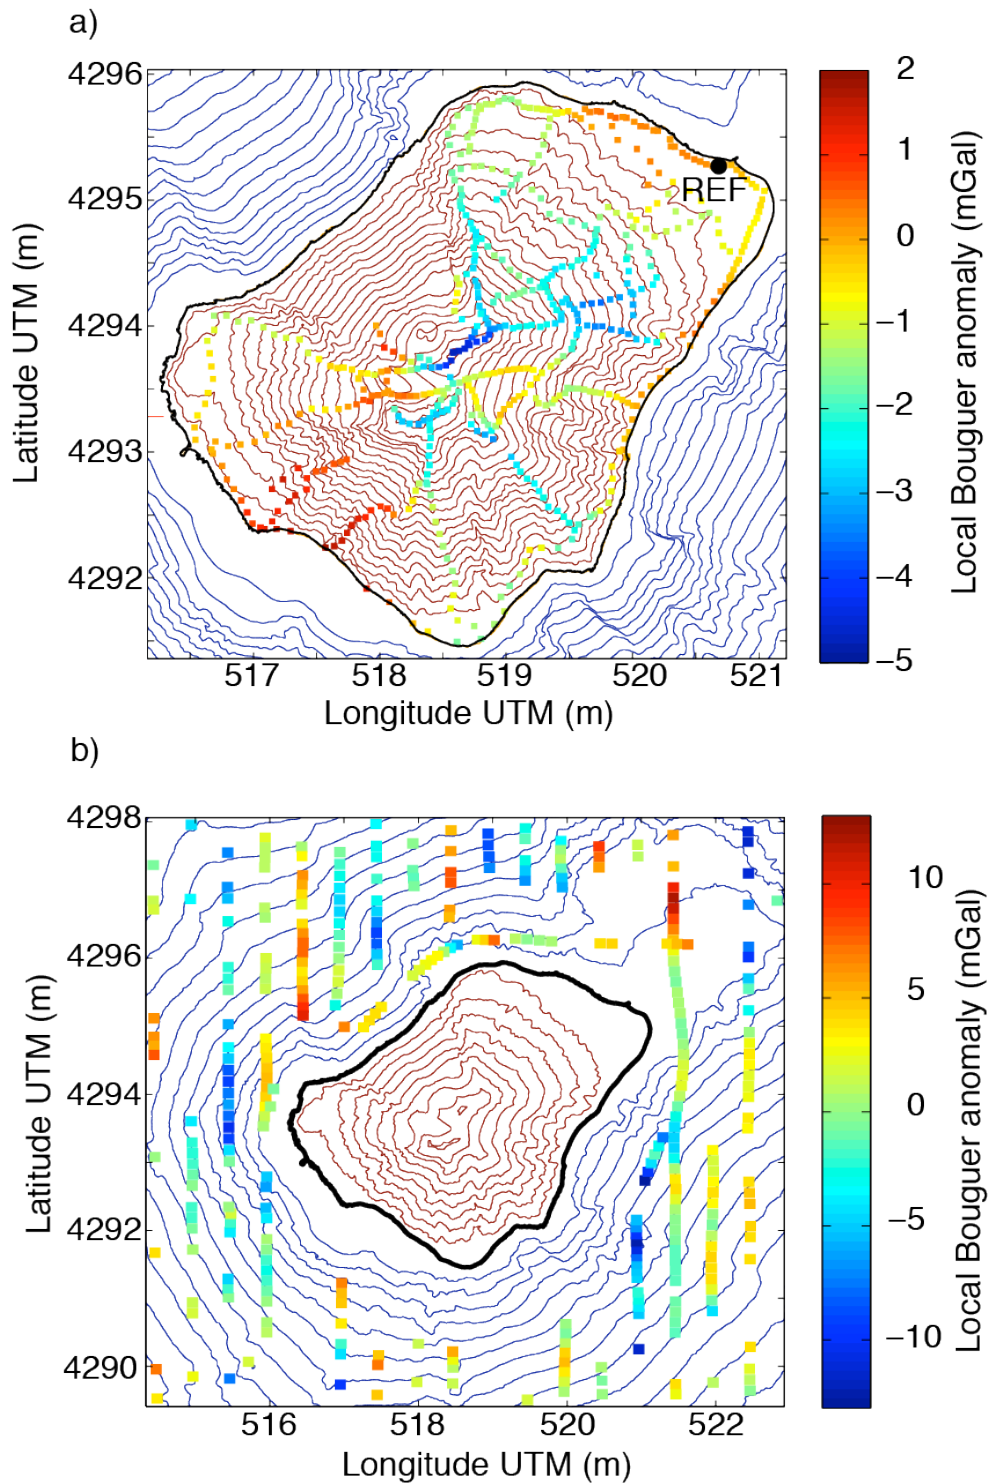 a)
4296
4295
4294
4293
4292
Latitude UTM (m)
REF
517 518 519 520 521
Longitude UTM (m)
2
1
0
−1
−2
−3
−4
−5
Local Bouguer anomaly (mGal)
b)
4298
4296
4294
4292
4290
Latitude UTM (m)
516 518 520 522
Longitude UTM (m)
10
5
0
−5
−10
Local Bouguer anomaly (mGal)